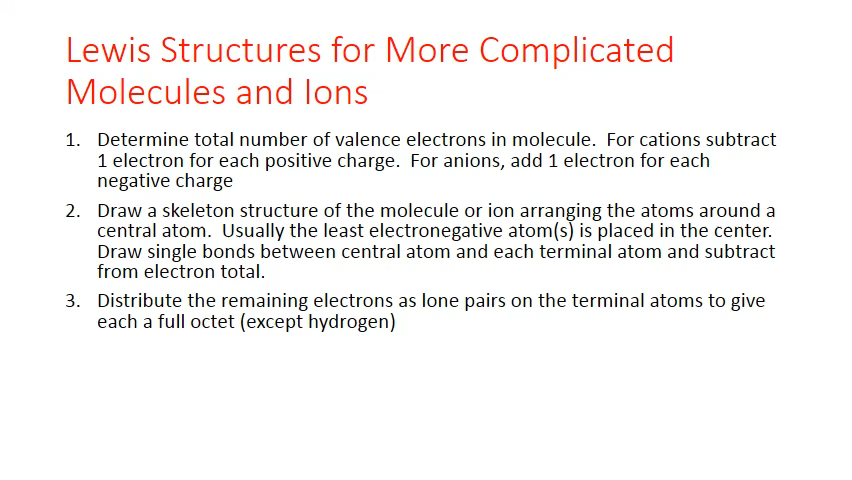 Lewis Structures for More Complicated
Molecules and Ions
1. Determine total number of valence electrons in molecule. For cations subtract
1 electron for each positive charge. For anions, add 1 electron for each
negative charge
2. Draw a skeleton structure of the molecule or ion arranging the atoms around a
central atom. Usually the least electronegative atom(s) is placed in the center.
Draw single bonds between central atom and each terminal atom and subtract
from electron total.
3. Distribute the remaining electrons as lone pairs on the terminal atoms to give
each a full octet (except hydrogen)